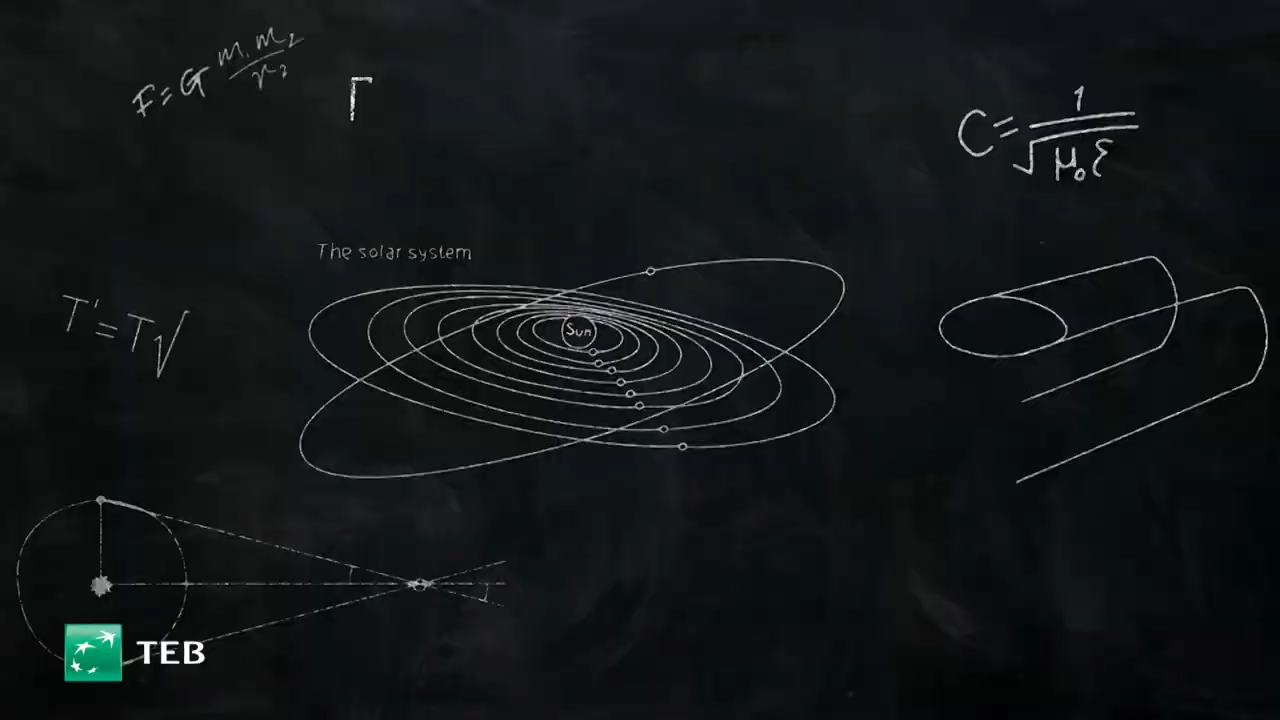 F=G m₁m₂/r²
Γ
C=1/√μ₀ε
The solar system
Sun
T'=T√
TEB